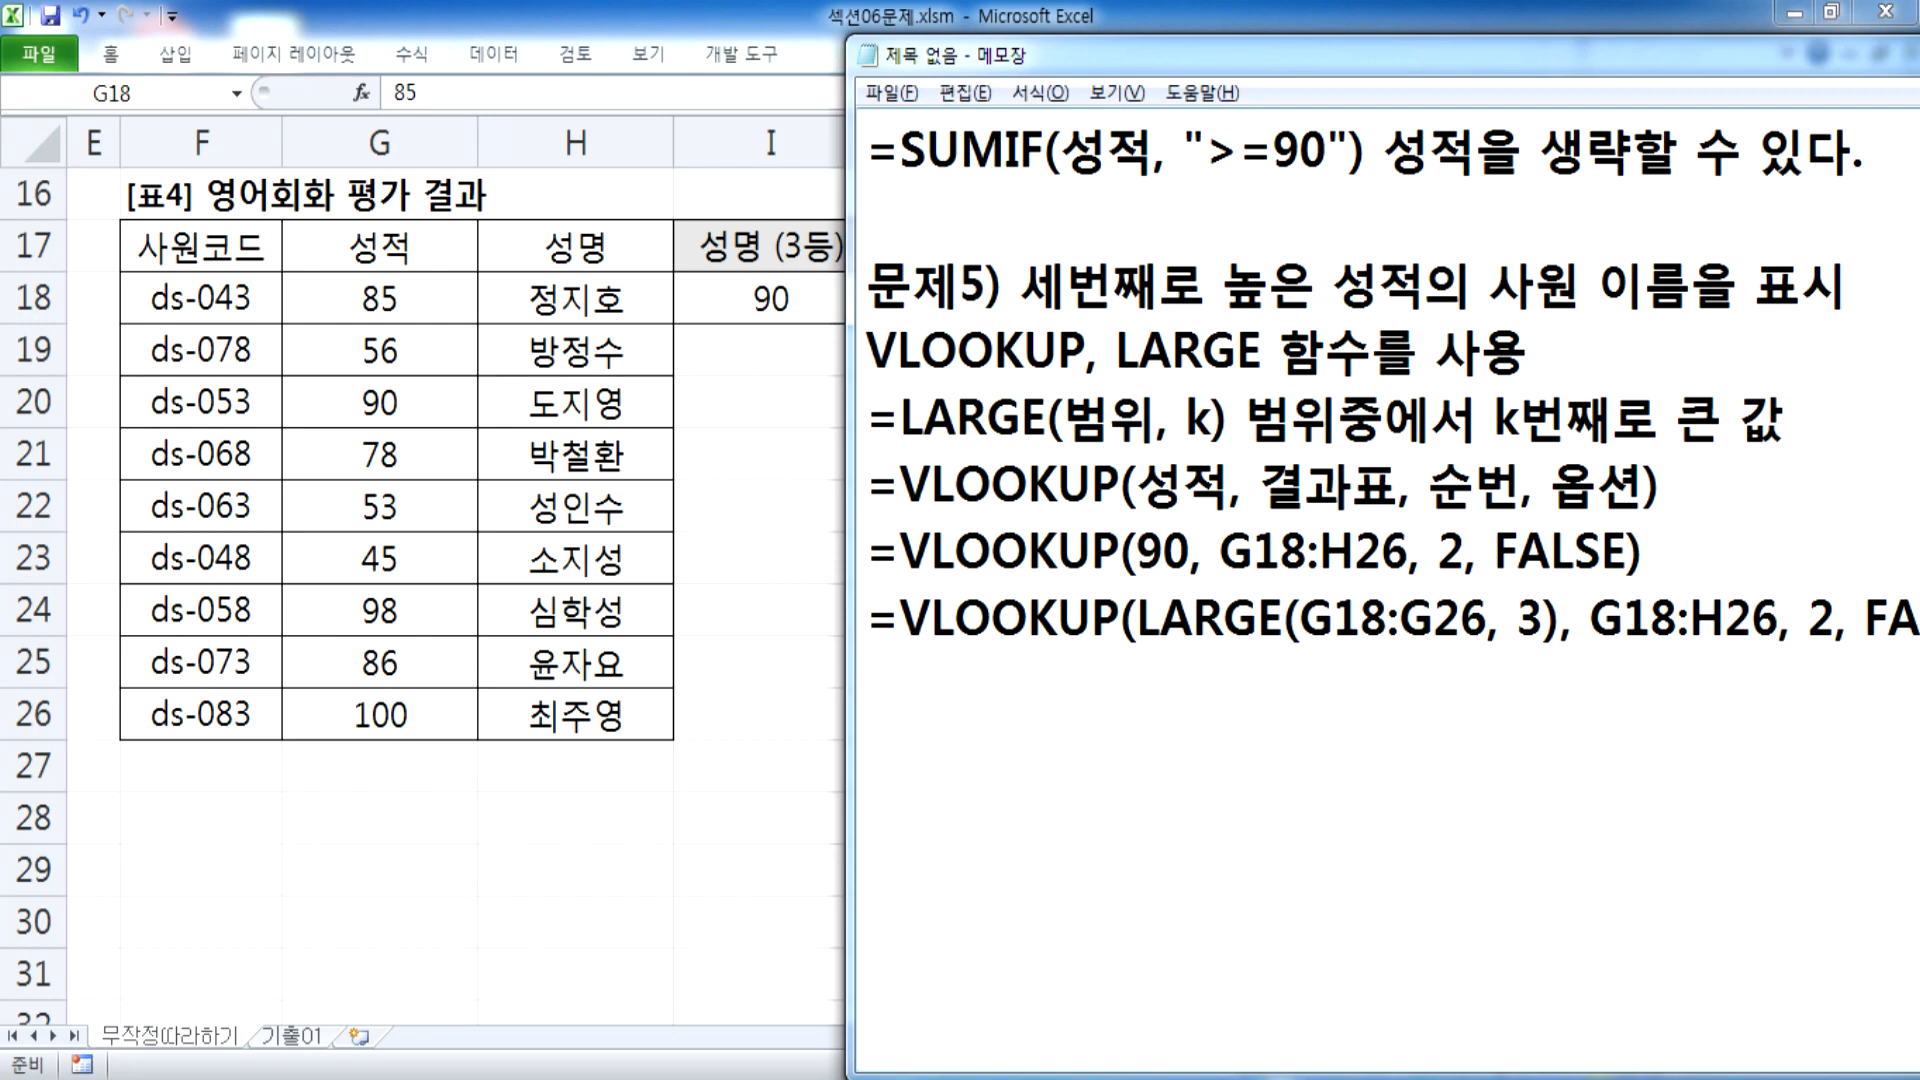 섹션06문제.xlsm - Microsoft Excel
파일 홈 삽입 페이지 레이아웃 수식 데이터 검토 보기 개발 도구
G18 fx 85
E F G H I
16 [표4] 영어회화 평가 결과
17 사원코드 성적 성명 성명 (3등)
18 ds-043 85 정지호 90
19 ds-078 56 방정수
20 ds-053 90 도지영
21 ds-068 78 박철환
22 ds-063 53 성인수
23 ds-048 45 소지성
24 ds-058 98 심학성
25 ds-073 86 윤자요
26 ds-083 100 최주영
27
28
29
30
31
32
무작정따라하기 기출01
준비
제목 없음 - 메모장
파일(F) 편집(E) 서식(O) 보기(V) 도움말(H)
=SUMIF(성적, ">=90") 성적을 생략할 수 있다.
문제5) 세번째로 높은 성적의 사원 이름을 표시
VLOOKUP, LARGE 함수를 사용
=LARGE(범위, k) 범위중에서 k번째로 큰 값
=VLOOKUP(성적, 결과표, 순번, 옵션)
=VLOOKUP(90, G18:H26, 2, FALSE)
=VLOOKUP(LARGE(G18:G26, 3), G18:H26, 2, FA